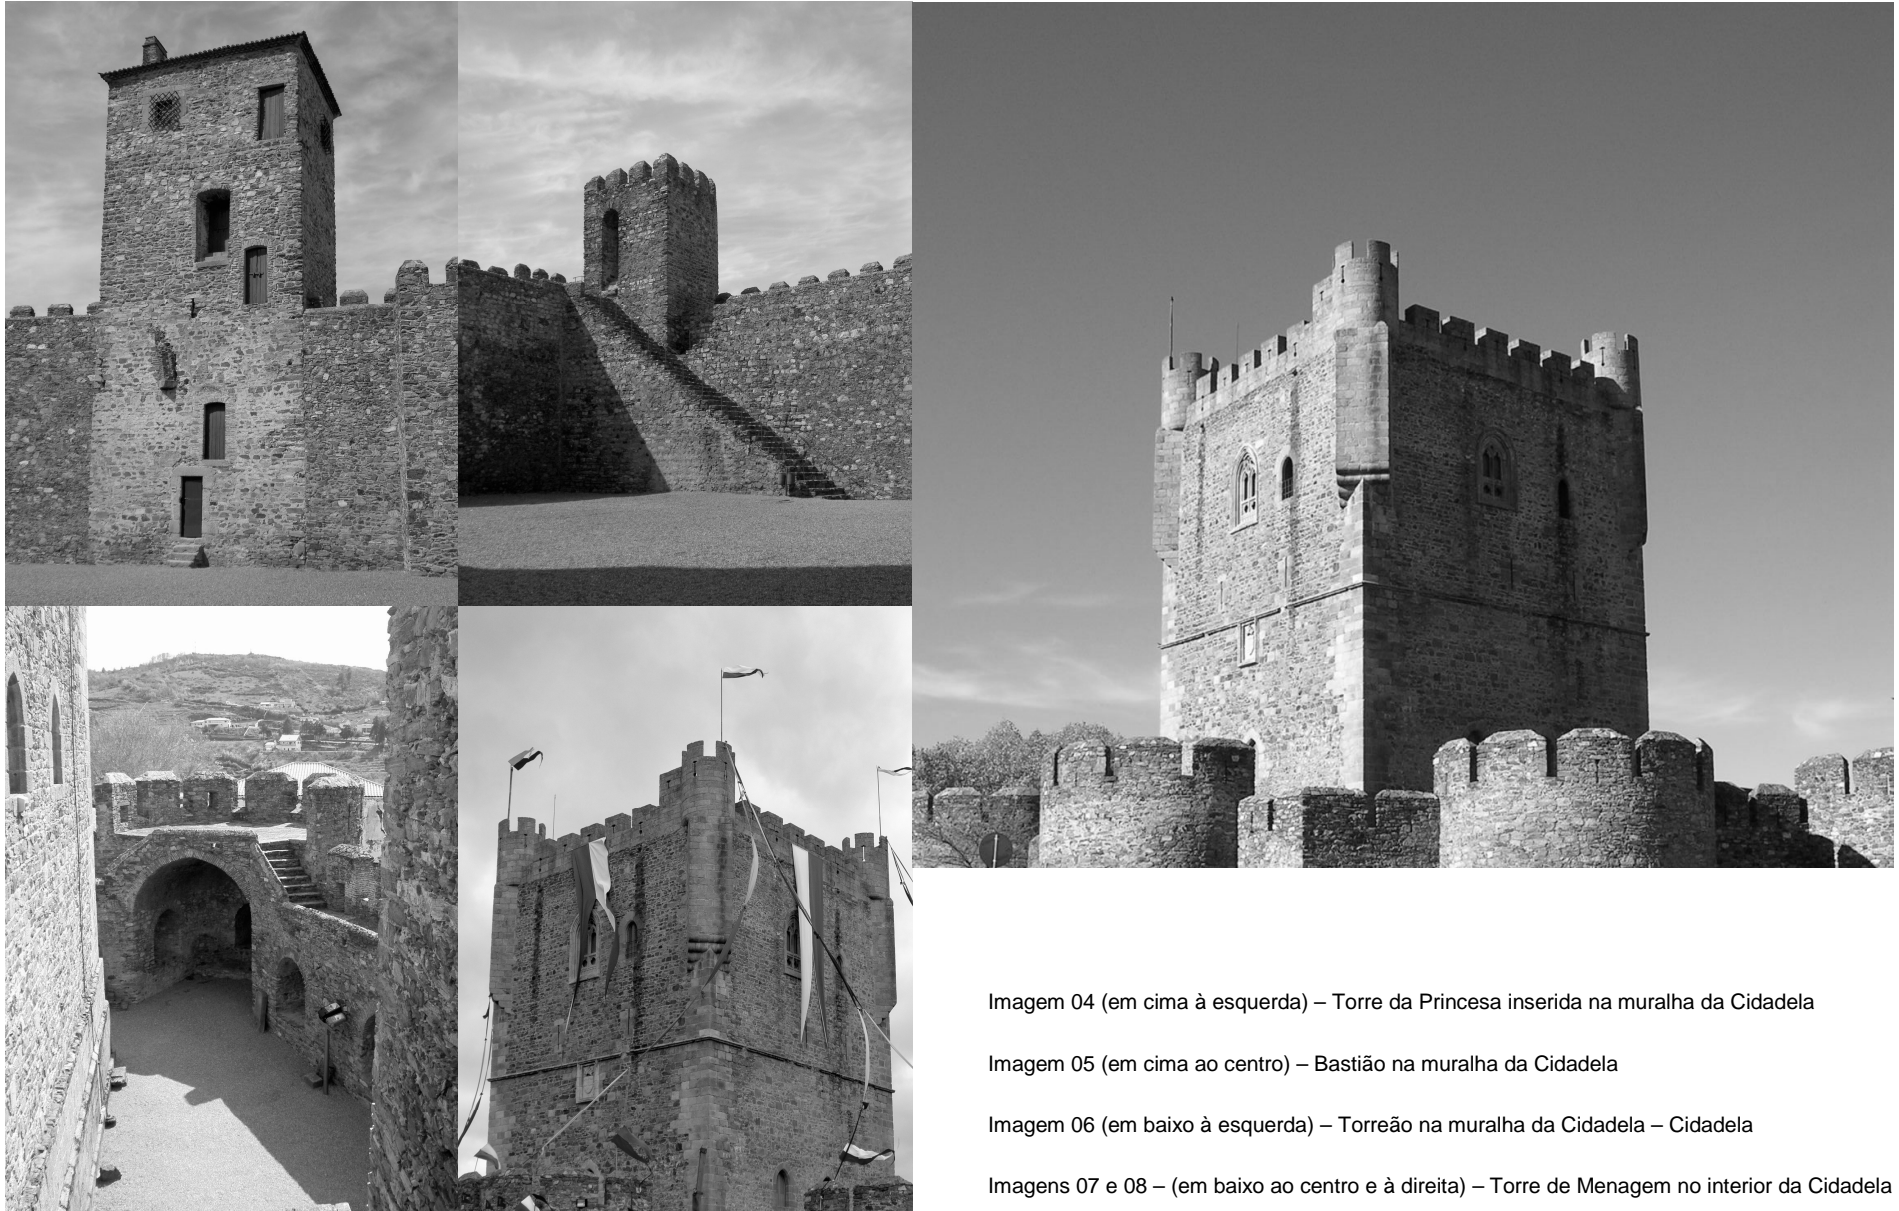 Imagem 04 (em cima à esquerda) – Torre da Princesa inserida na muralha da Cidadela
Imagem 05 (em cima ao centro) – Bastião na muralha da Cidadela
Imagem 06 (em baixo à esquerda) – Torreão na muralha da Cidadela – Cidadela
Imagens 07 e 08 – (em baixo ao centro e à direita) – Torre de Menagem no interior da Cidadela